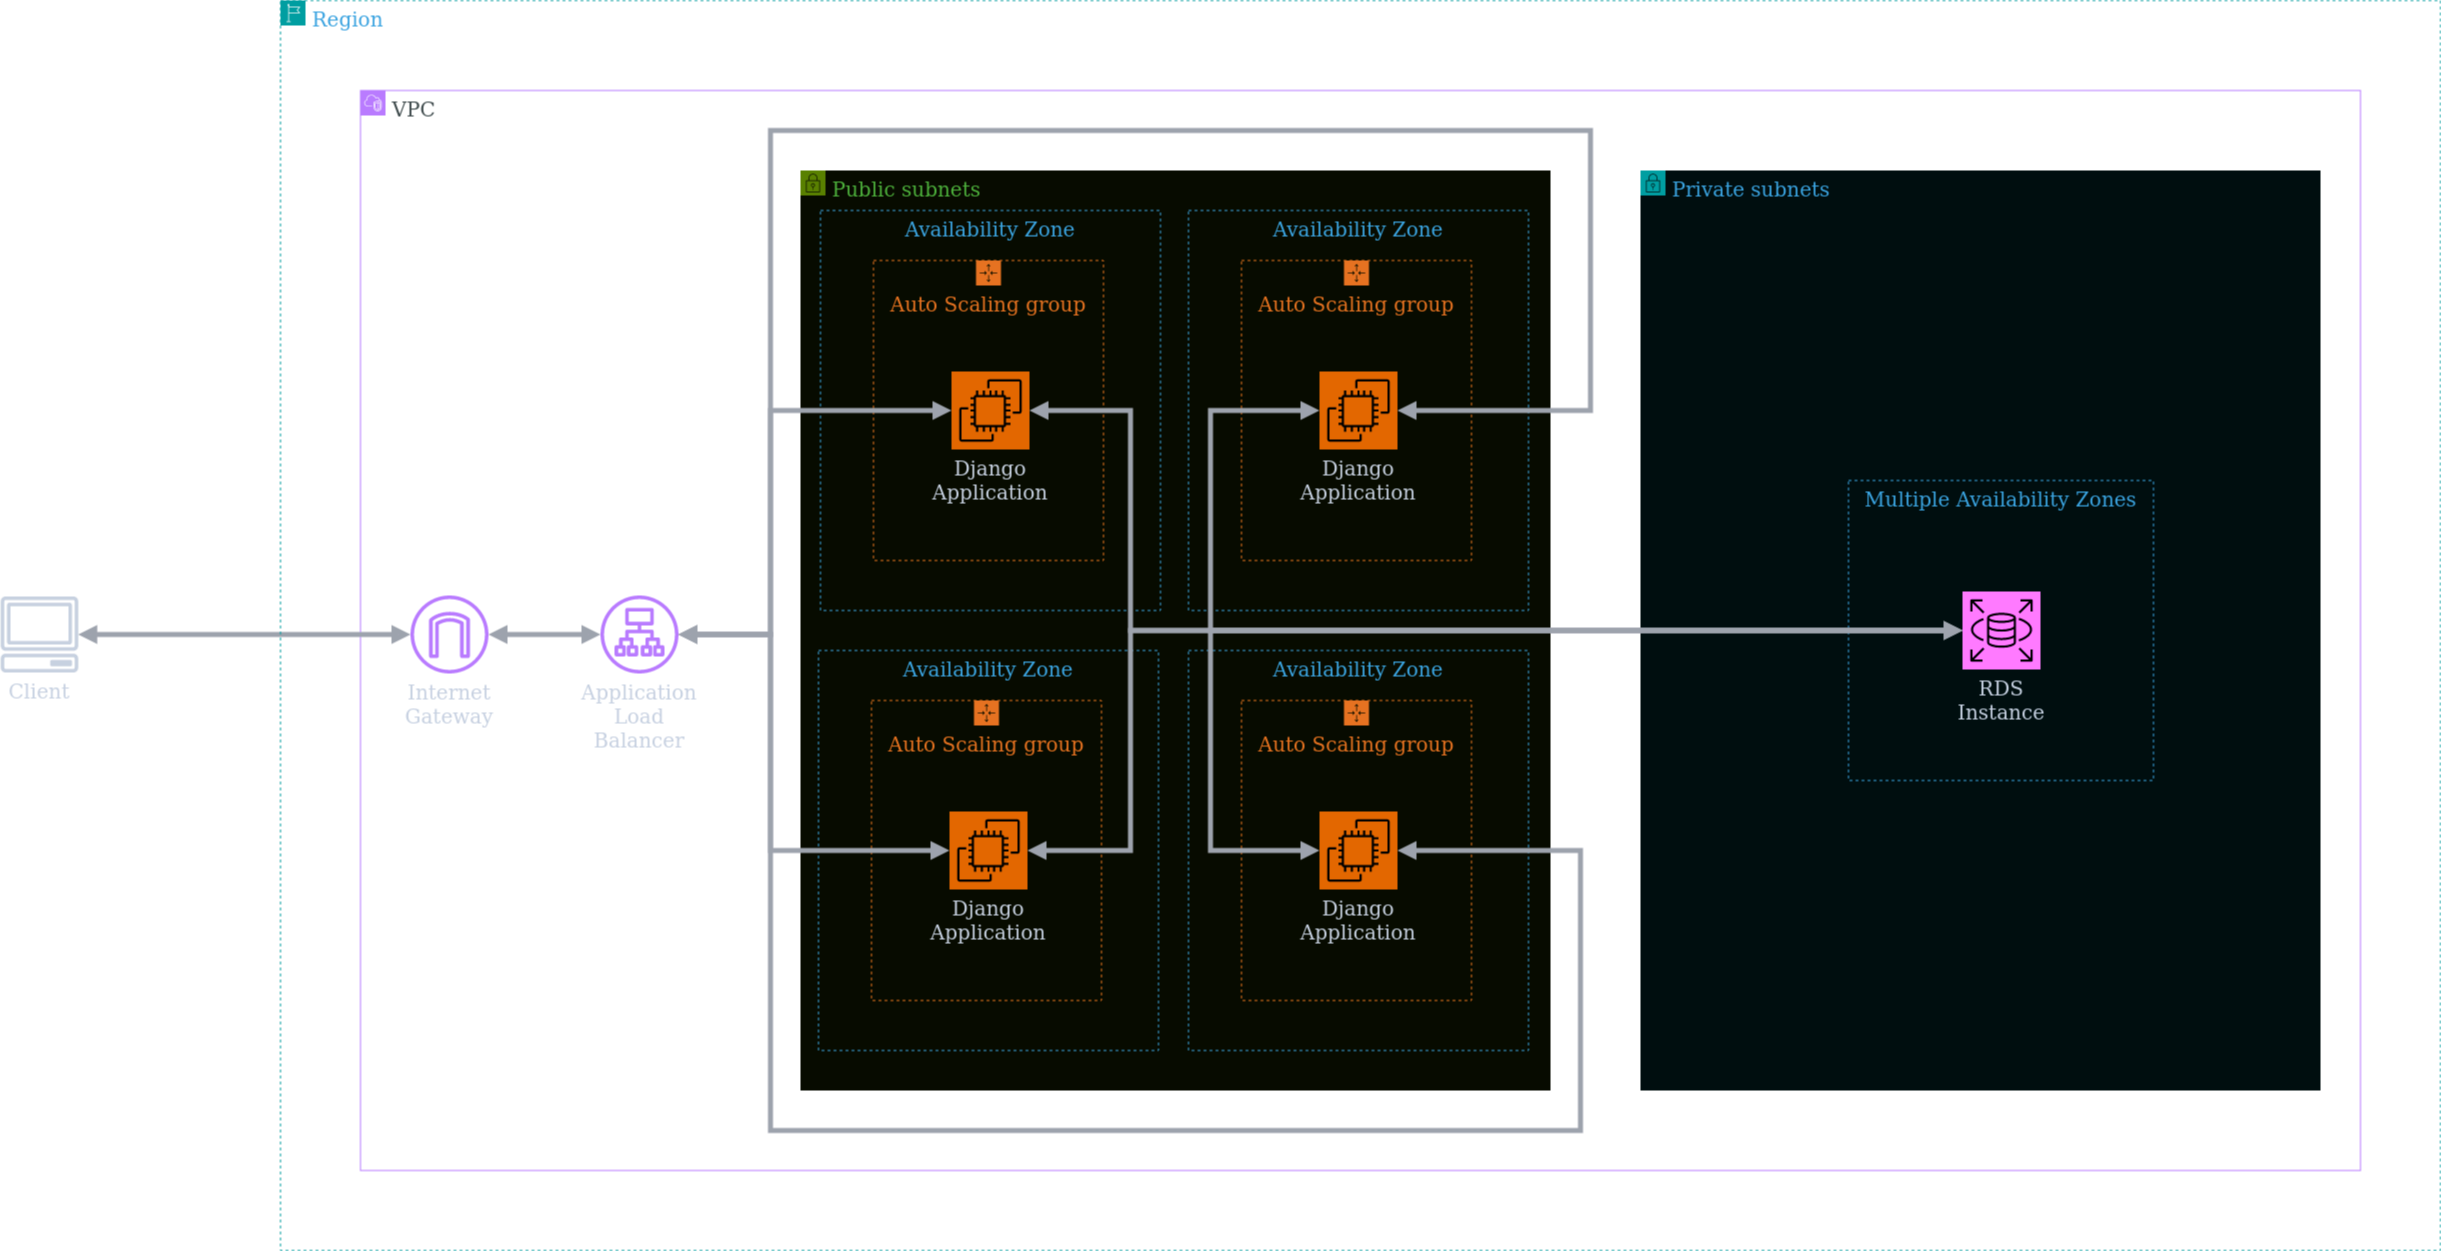 Region
VPC
Public subnets
Private subnets
Availability Zone
Availability Zone
Auto Scaling group
Auto Scaling group
Django
Application
Django
Application
Multiple Availability Zones
Client
Internet
Gateway
Application
Load
Balancer
RDS
Instance
Availability Zone
Availability Zone
Auto Scaling group
Auto Scaling group
Django
Application
Django
Application